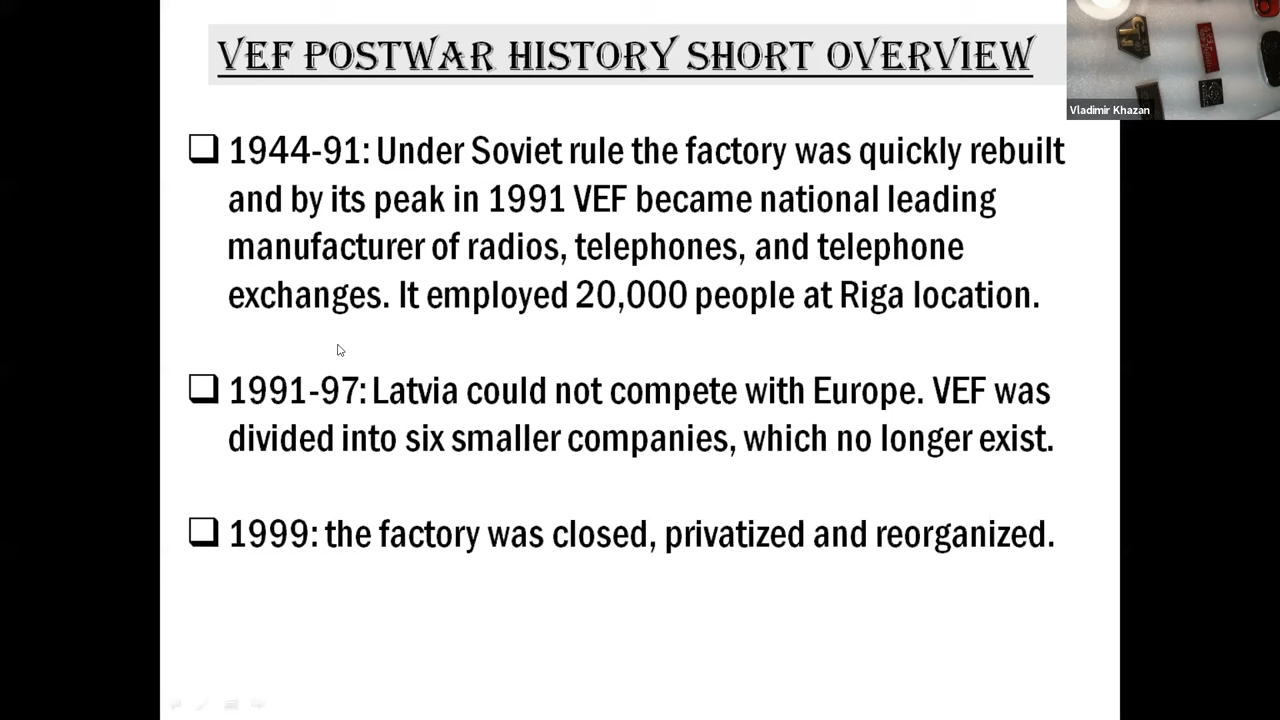 VEF POSTWAR HISTORY SHORT OVERVIEW
Vladimir Khazan
1944-91: Under Soviet rule the factory was quickly rebuilt
and by its peak in 1991 VEF became national leading
manufacturer of radios, telephones, and telephone
exchanges. It employed 20,000 people at Riga location.
1991-97: Latvia could not compete with Europe. VEF was
divided into six smaller companies, which no longer exist.
1999: the factory was closed, privatized and reorganized.